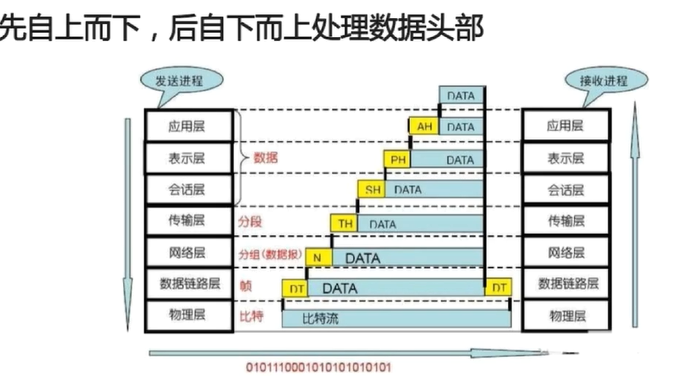 先自上而下，后自下而上处理数据头部
发送进程
接收进程
DATA
应用层
AH
DATA
应用层
表示层
数据
PH
DATA
表示层
会话层
SH
DATA
会话层
传输层
分段
TH
DATA
传输层
网络层
分组(数据报)
N
DATA
网络层
数据链路层
帧
DT
DATA
DT
数据链路层
物理层
比特
比特流
物理层
0101110001010101010101